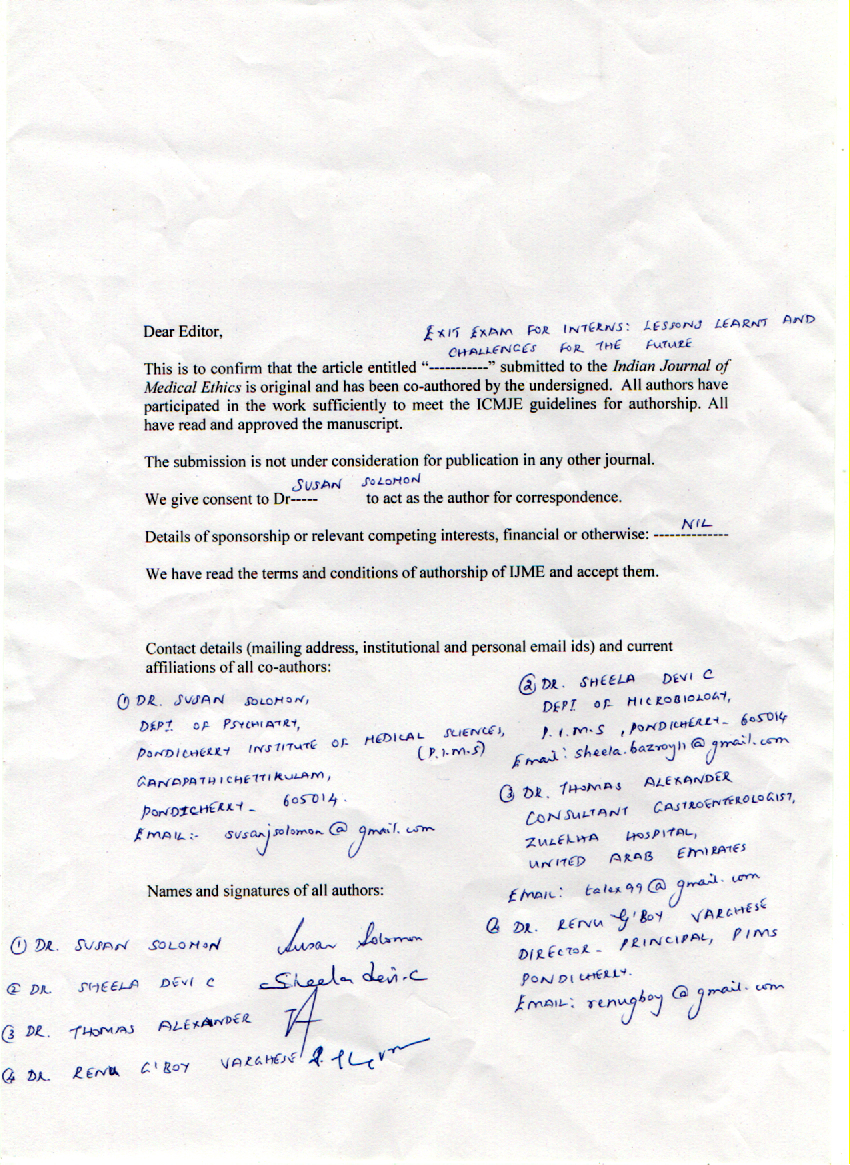 Dear Editor,
EXIT EXAM FOR INTERNS: LESSONS LEARNT AND
CHALLENGES FOR THE FUTURE
This is to confirm that the article entitled “-----------” submitted to the Indian Journal of
Medical Ethics is original and has been co-authored by the undersigned. All authors have
participated in the work sufficiently to meet the ICMJE guidelines for authorship. All
have read and approved the manuscript.
The submission is not under consideration for publication in any other journal.
SUSAN SOLOMON
We give consent to Dr----- to act as the author for correspondence.
Details of sponsorship or relevant competing interests, financial or otherwise: --------------
NIL
We have read the terms and conditions of authorship of IJME and accept them.
Contact details (mailing address, institutional and personal email ids) and current
affiliations of all co-authors:
① DR. SUSAN SOLOMON,
DEPT OF PSYCHIATRY,
PONDICHERRY INSTITUTE OF MEDICAL SCIENCES,
(P.I.M.S)
GANAPATHICHETTIKULAM,
PONDICHERRY - 605014.
EMAIL:- susanjsolomon@gmail.com
② DR. SHEELA DEVI C
DEPT OF MICROBIOLOGY,
P.I.M.S, PONDICHERRY - 605014
Email: @gmail.com
③ DR. THOMAS ALEXANDER
CONSULTANT GASTROENTEROLOGIST,
ZULEKHA HOSPITAL,
UNITED ARAB EMIRATES
EMAIL: talex99@gmail.com
④ DR. RENU G'BOY VARGHESE
DIRECTOR - PRINCIPAL, PIMS
PONDICHERRY.
EMAIL: renugboy@gmail.com
Names and signatures of all authors:
① DR. SUSAN SOLOMON Susan Solomon
② DR SHEELA DEVI C Sheela Devi-C
③ DR. THOMAS ALEXANDER
④ DR. RENU G'BOY VARGHESE